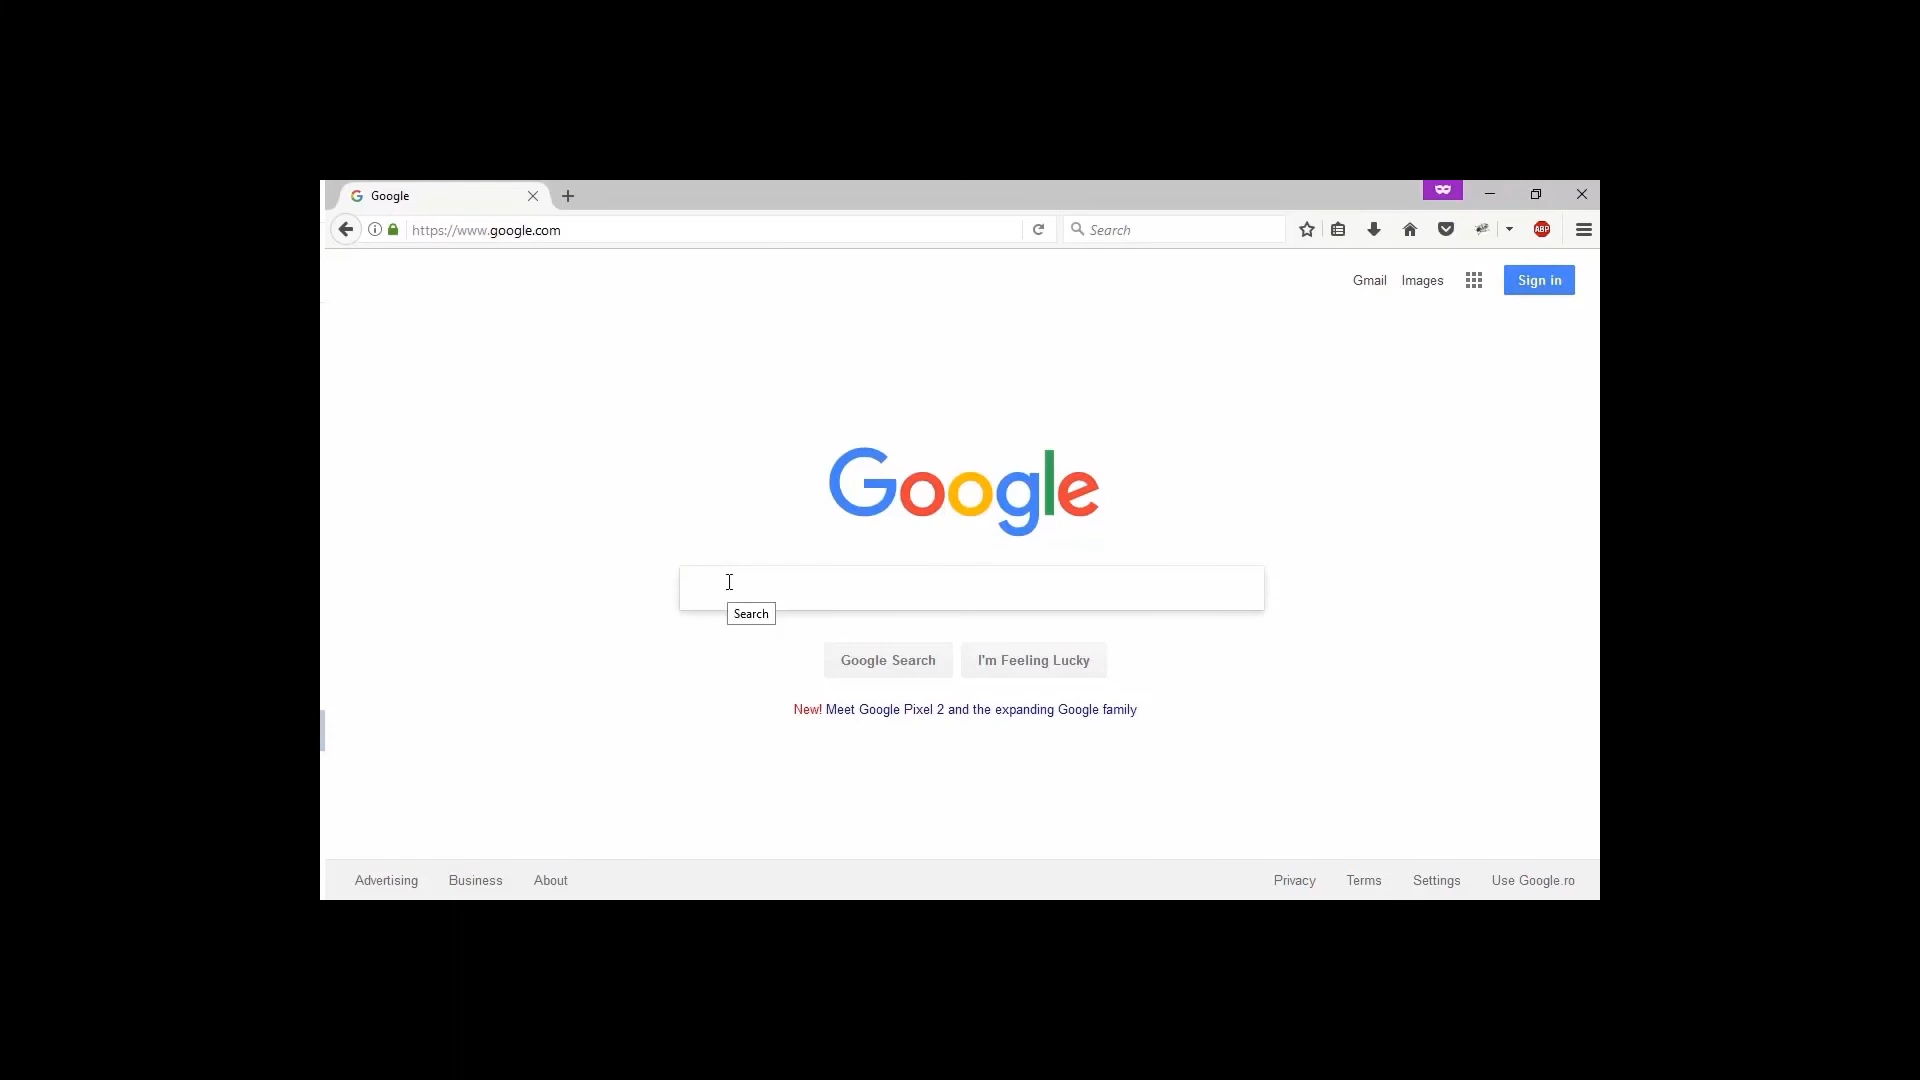 Google
https://www.google.com
Search
ABP
Gmail
Images
Sign in
Google
Search
Google Search
I'm Feeling Lucky
New! Meet Google Pixel 2 and the expanding Google family
Advertising
Business
About
Privacy
Terms
Settings
Use Google.ro